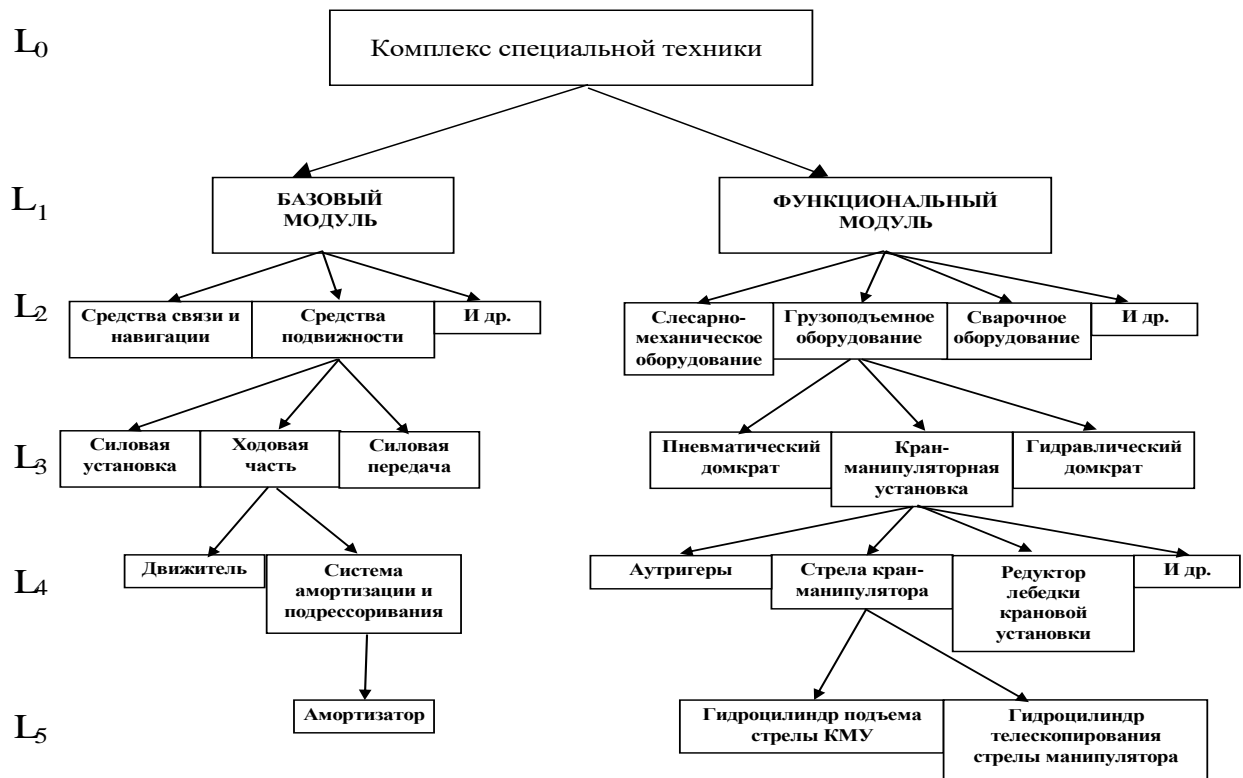 L0
Комплекс специальной техники
L1
БАЗОВЫЙ
МОДУЛЬ
ФУНКЦИОНАЛЬНЫЙ
МОДУЛЬ
L2
Средства связи и
навигации
Средства
подвижности
И др.
Слесарно-
механическое
оборудование
Грузоподъемное
оборудование
Сварочное
оборудование
И др.
L3
Силовая
установка
Ходовая
часть
Силовая
передача
Пневматический
домкрат
Кран-
манипуляторная
установка
Гидравлический
домкрат
L4
Движитель
Система
амортизации и
подрессоривания
Аутригеры
Стрела кран-
манипулятора
Редуктор
лебедки
крановой
установки
И др.
L5
Амортизатор
Гидроцилиндр подъема
стрелы КМУ
Гидроцилиндр
телескопирования
стрелы манипулятора